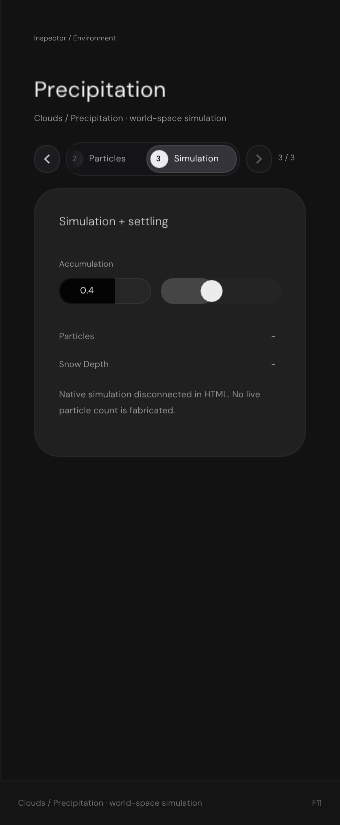 Inspector / Environment
Precipitation
Clouds / Precipitation · world-space simulation
2 Particles 3 Simulation 3 / 3
Simulation + settling
Accumulation
0.4
Particles –
Snow Depth –
Native simulation disconnected in HTML. No live
particle count is fabricated.
Clouds / Precipitation · world-space simulation F11